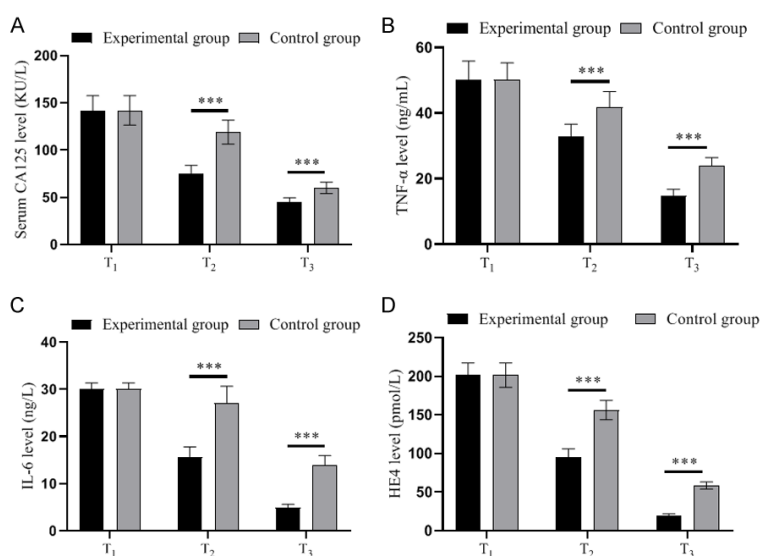 A
Experimental group Control group
Serum CA125 level (KU/L)
200
150
100
50
0
***
***
T1 T2 T3
B
Experimental group Control group
TNF-α level (ng/mL)
60
40
20
0
***
***
T1 T2 T3
C
Experimental group Control group
IL-6 level (ng/L)
40
30
20
10
0
***
***
T1 T2 T3
D
Experimental group Control group
HE4 level (pmol/L)
250
200
150
100
50
0
***
***
T1 T2 T3